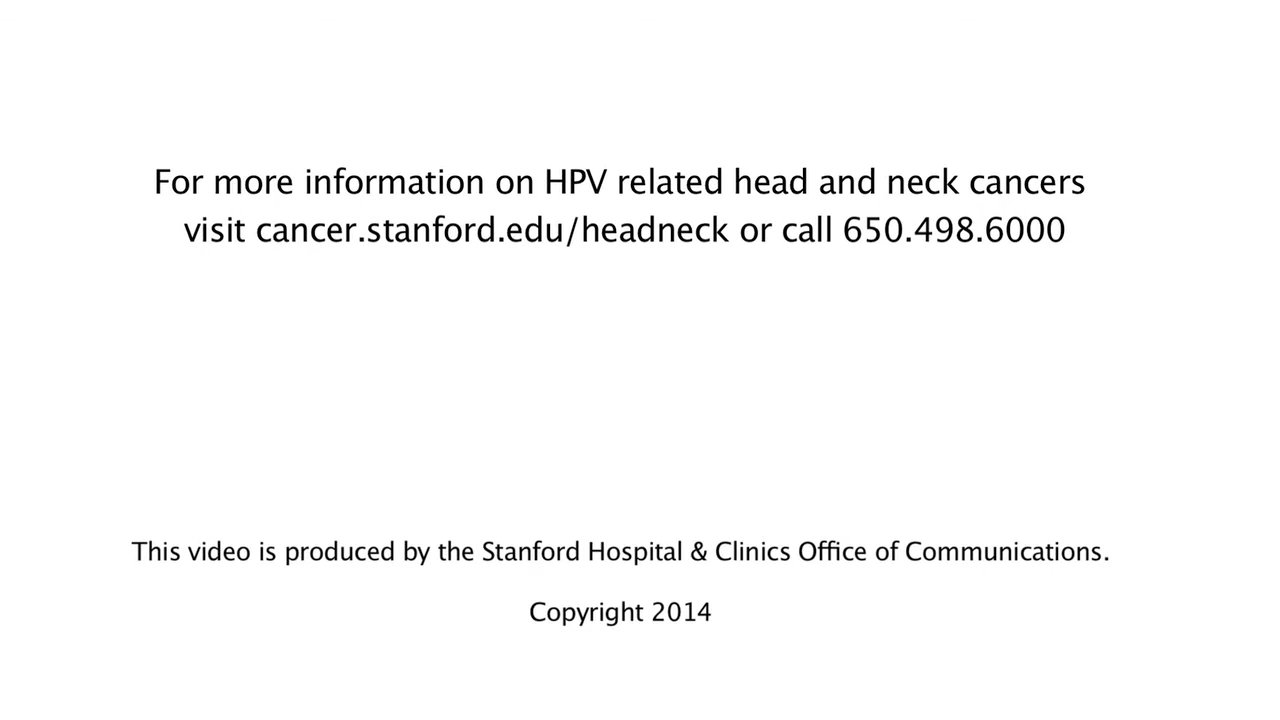 For more information on HPV related head and neck cancers
visit cancer.stanford.edu/headneck or call 650.498.6000
This video is produced by the Stanford Hospital & Clinics Office of Communications.
Copyright 2014